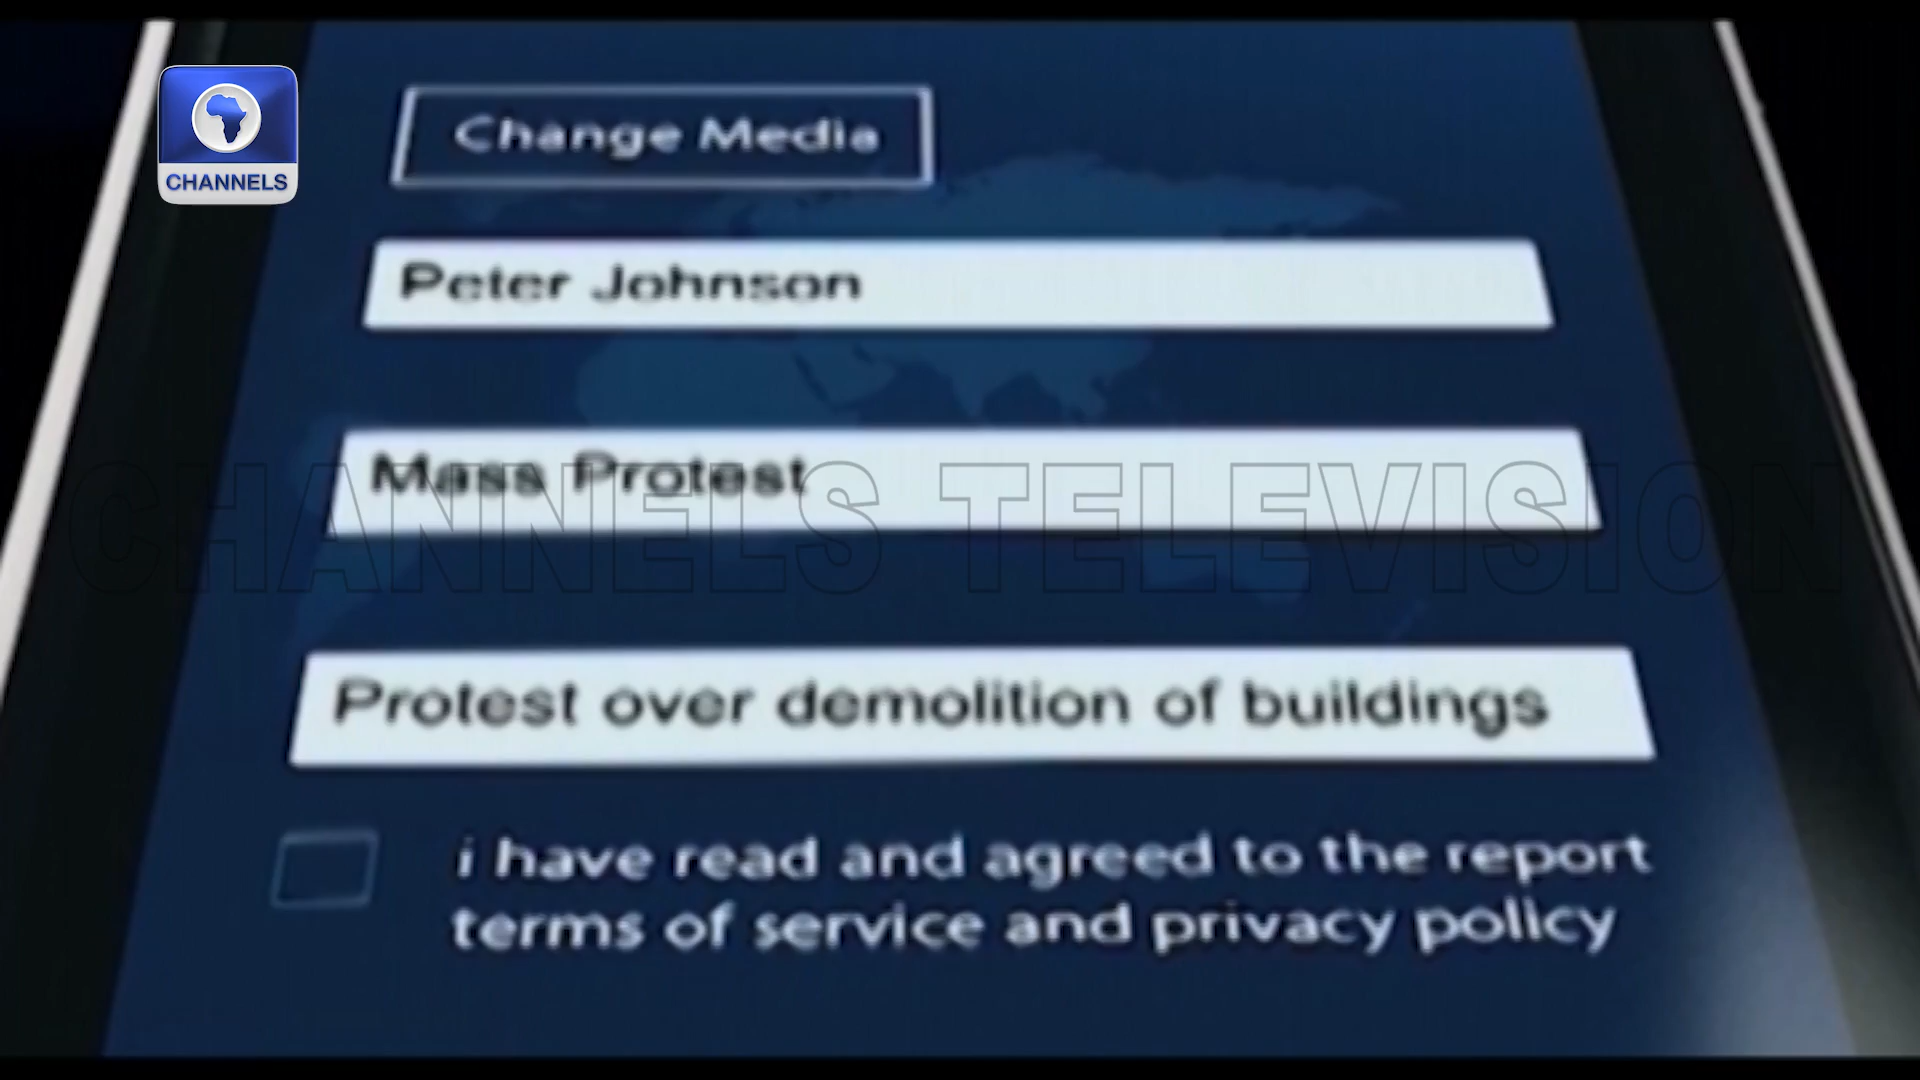 CHANNELS
Change Media
Peter Johnson
Mass Protest
CHANNELS TELEVISION
Protest over demolition of buildings
i have read and agreed to the report
terms of service and privacy policy